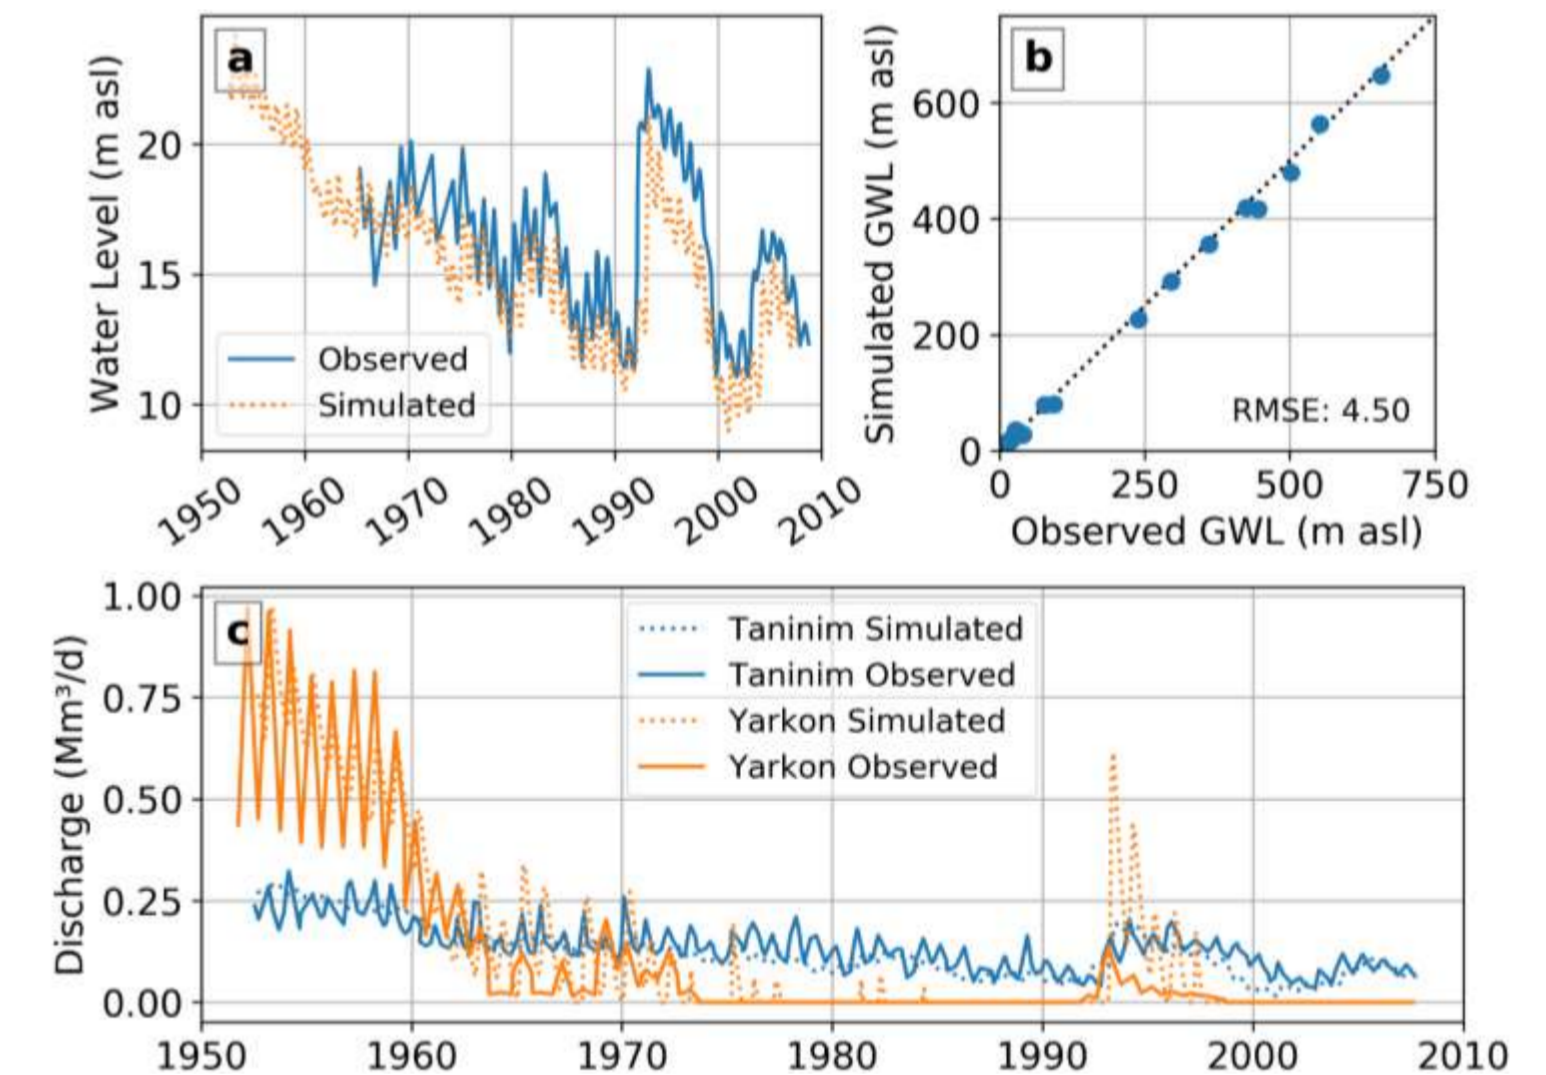 a
Water Level (m asl)
20
15
10
Observed
Simulated
1950 1960 1970 1980 1990 2000 2010
b
Simulated GWL (m asl)
600
400
200
0
RMSE: 4.50
0 250 500 750
Observed GWL (m asl)
c
Discharge (Mm³/d)
1.00
0.75
0.50
0.25
0.00
Taninim Simulated
Taninim Observed
Yarkon Simulated
Yarkon Observed
1950 1960 1970 1980 1990 2000 2010